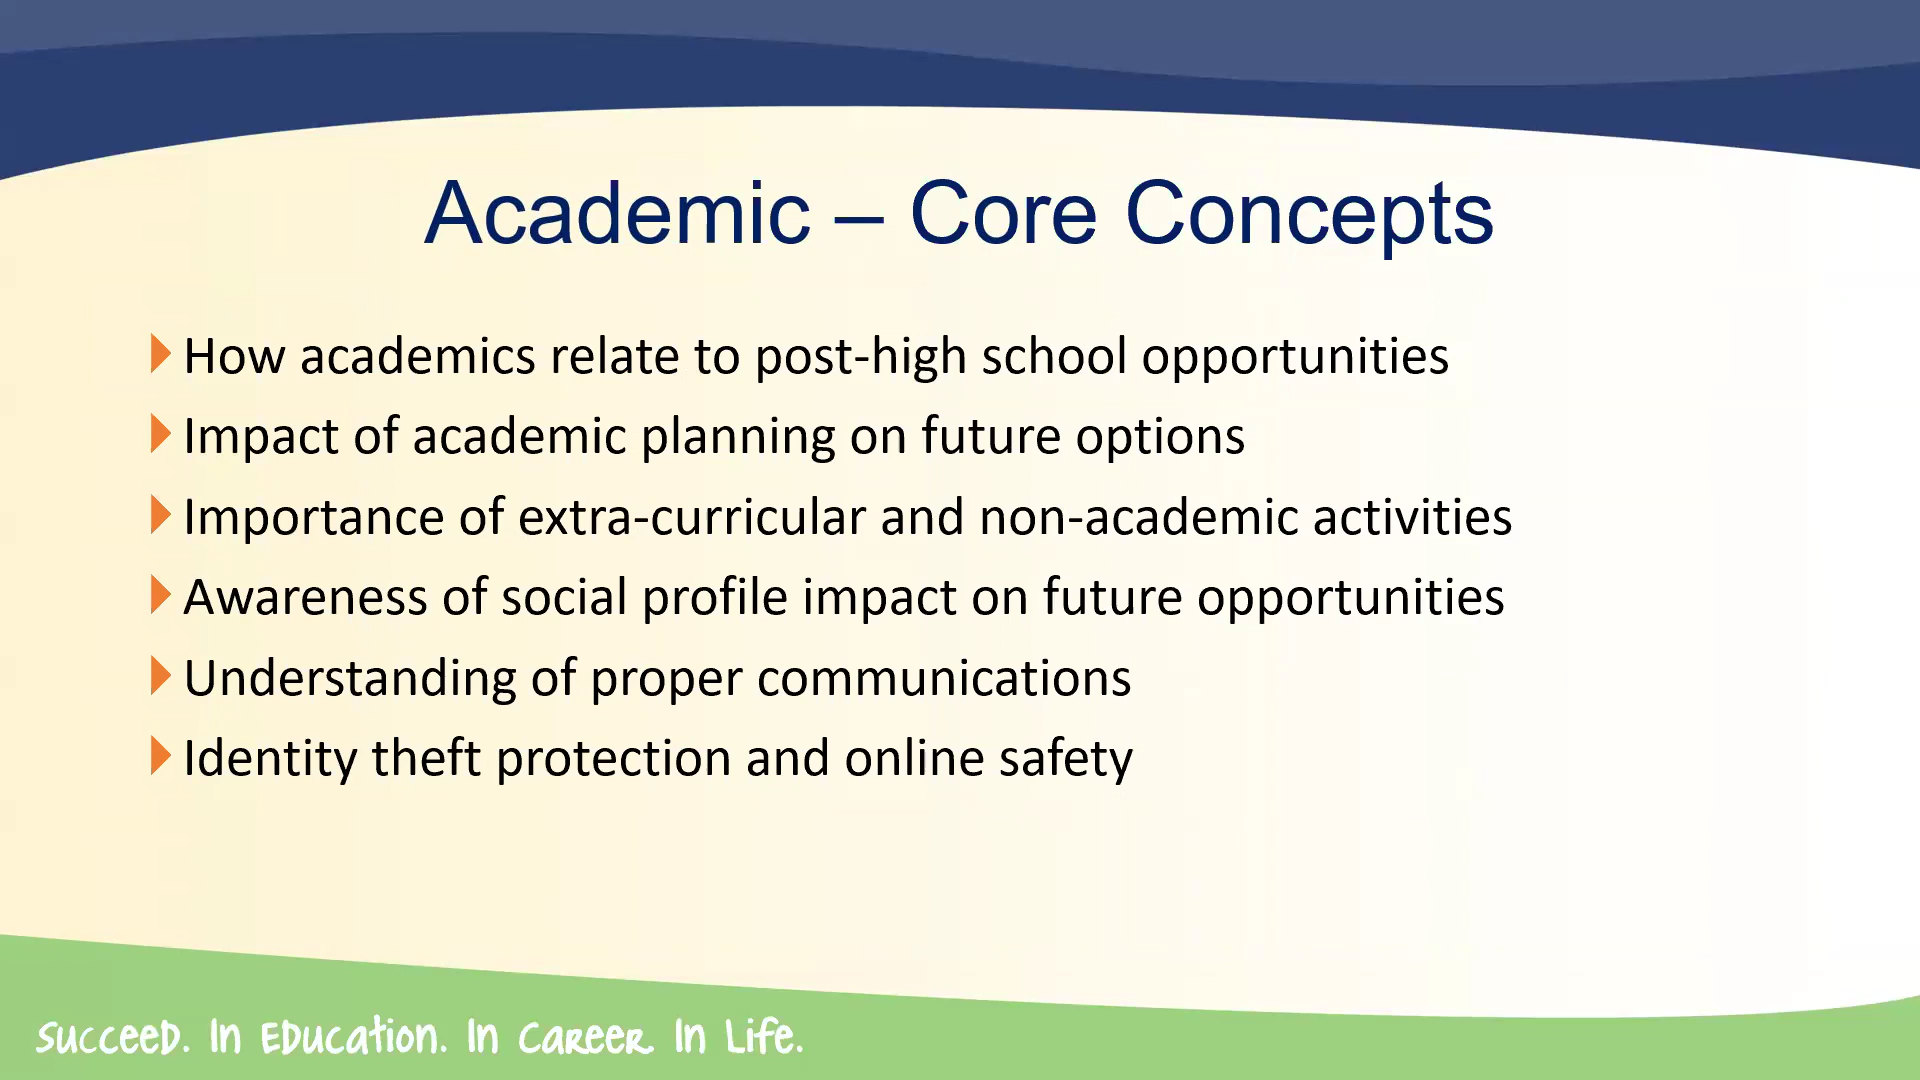 Academic – Core Concepts
How academics relate to post-high school opportunities
Impact of academic planning on future options
Importance of extra-curricular and non-academic activities
Awareness of social profile impact on future opportunities
Understanding of proper communications
Identity theft protection and online safety
Succeed. In Education. In Career. In Life.